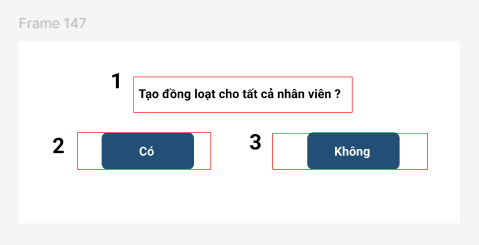 Frame 147
1
Tạo đồng loạt cho tất cả nhân viên ?
2
Có
3
Không